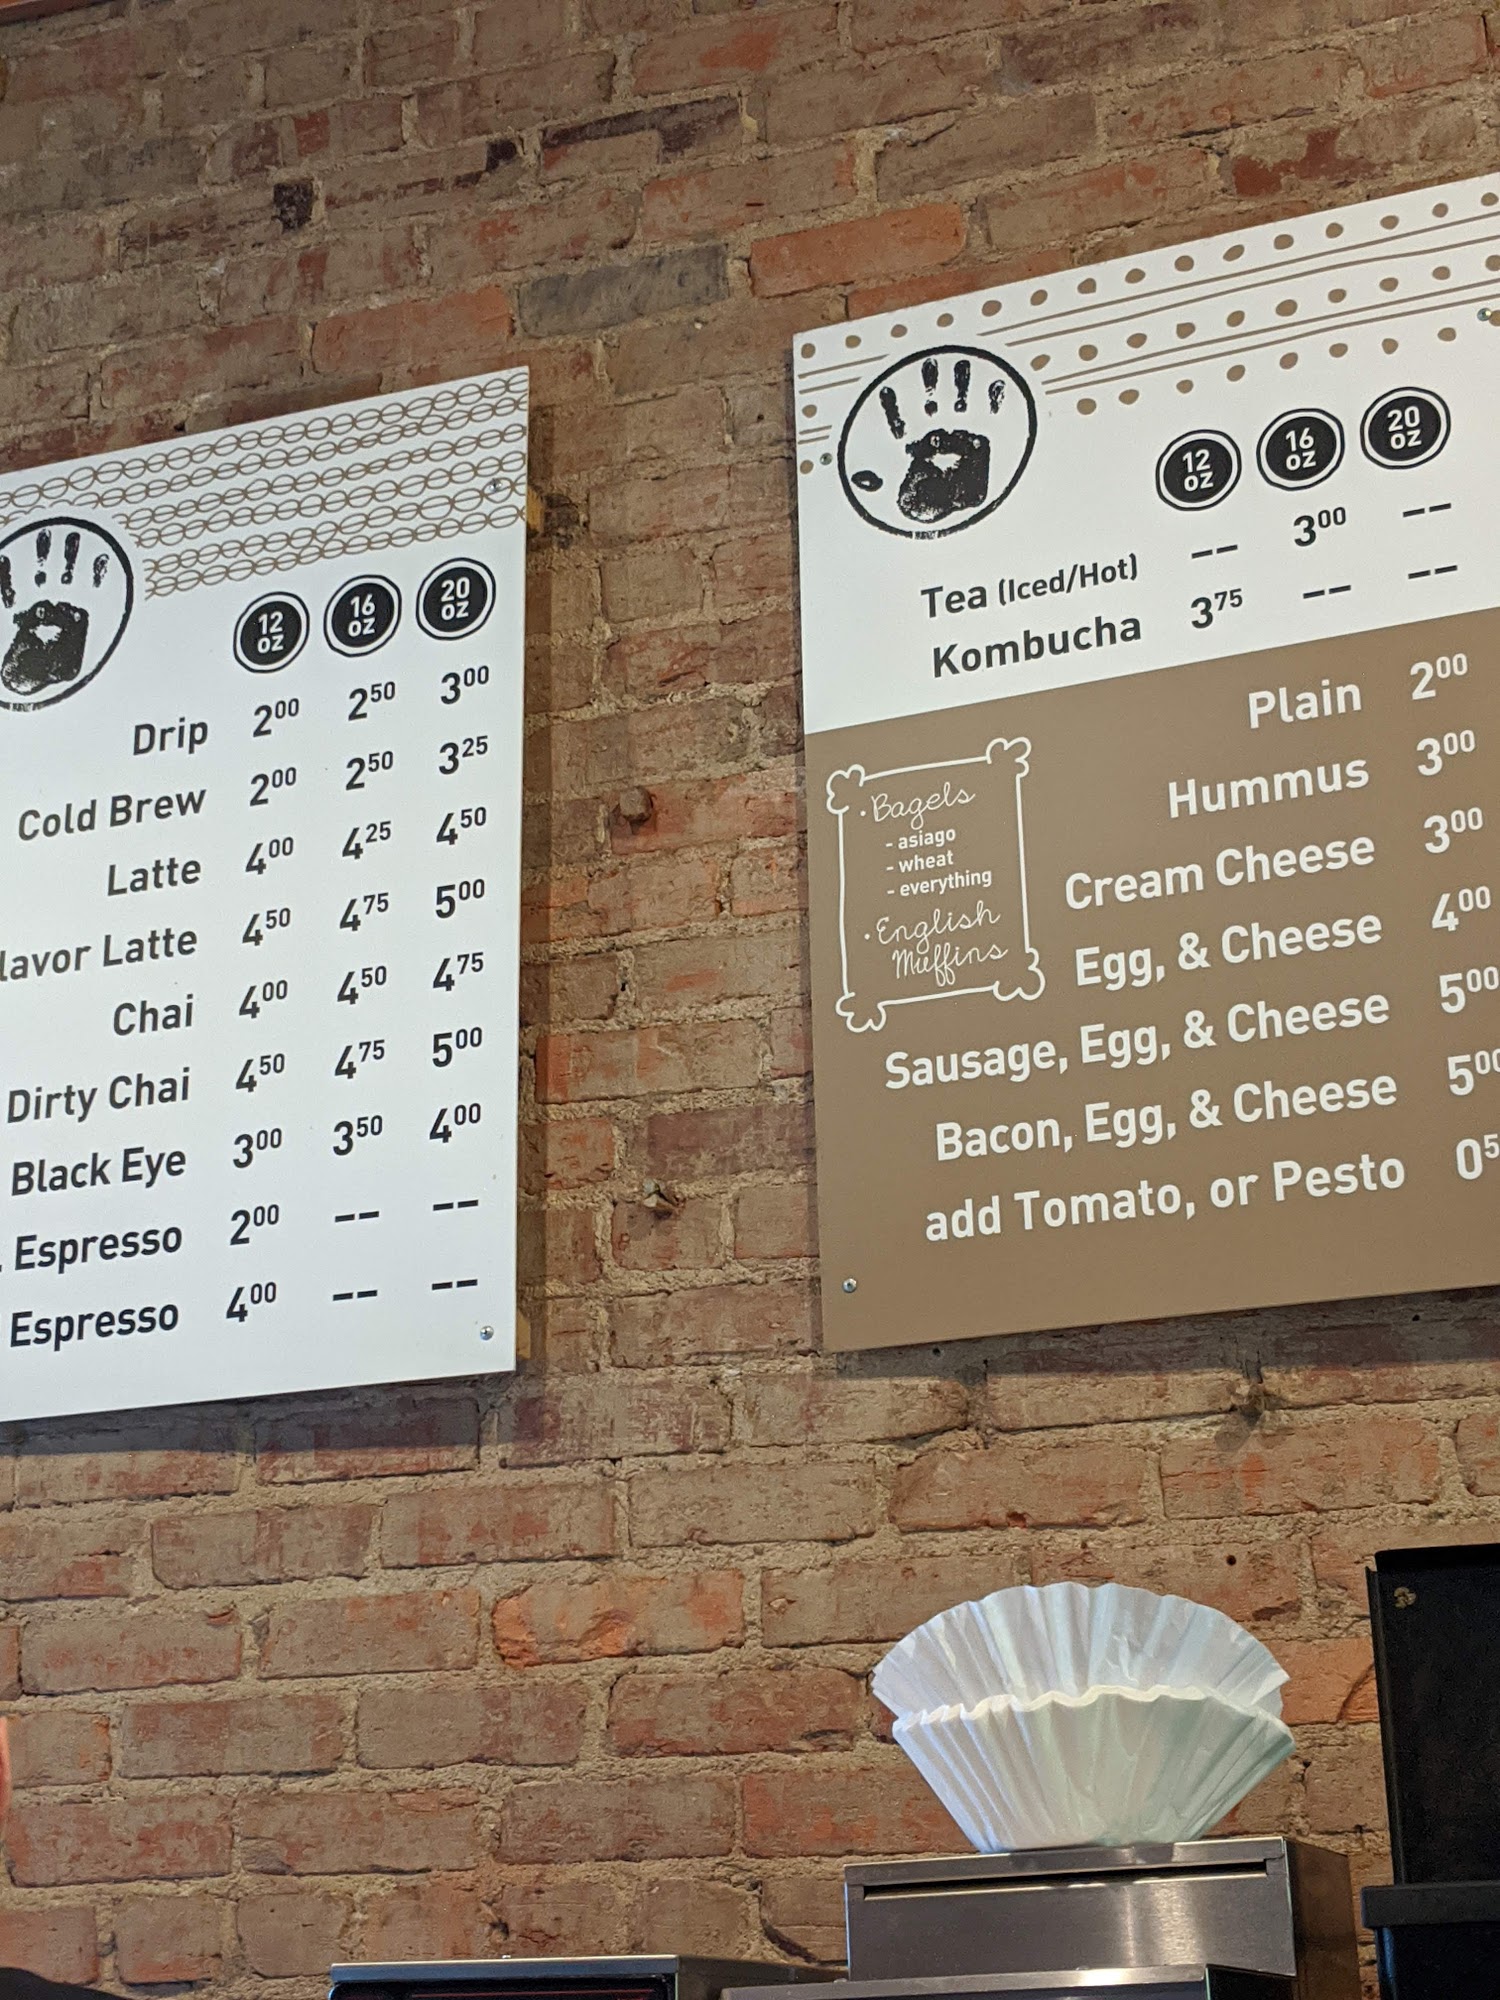 12 oz 16 oz 20 oz
Drip 2.00 2.50 3.00
Cold Brew 2.00 2.50 3.25
Latte 4.00 4.25 4.50
lavor Latte 4.50 4.75 5.00
Chai 4.00 4.50 4.75
Dirty Chai 4.50 4.75 5.00
Black Eye 3.00 3.50 4.00
Espresso 2.00 -- --
Espresso 4.00 -- --
12 oz 16 oz 20 oz
Tea (Iced/Hot) -- 3.00 --
Kombucha 3.75 -- --
· Bagels
- asiago
- wheat
- everything
· English
Muffins
Plain 2.00
Hummus 3.00
Cream Cheese 3.00
Egg, & Cheese 4.00
Sausage, Egg, & Cheese 5.00
Bacon, Egg, & Cheese 5.00
add Tomato, or Pesto 0.5